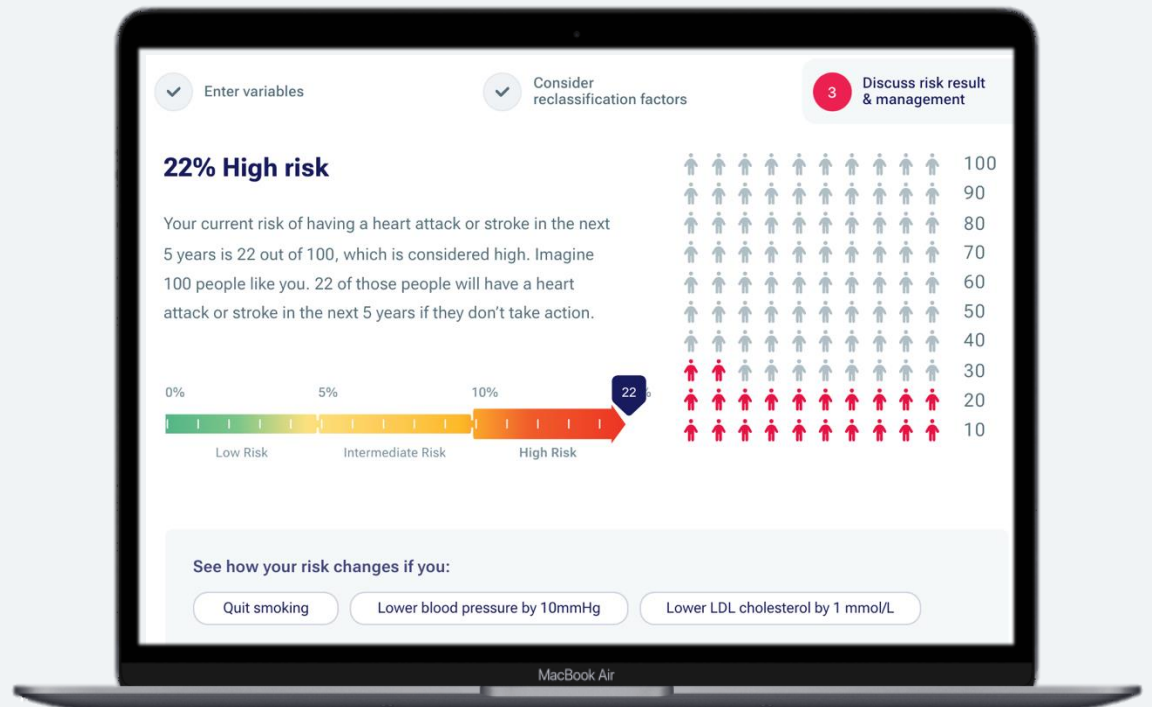 Enter variables
Consider
reclassification factors
3
Discuss risk result
& management
22% High risk
Your current risk of having a heart attack or stroke in the next
5 years is 22 out of 100, which is considered high. Imagine
100 people like you. 22 of those people will have a heart
attack or stroke in the next 5 years if they don't take action.
0%
5%
10%
22
%
Low Risk
Intermediate Risk
High Risk
100
90
80
70
60
50
40
30
20
10
See how your risk changes if you:
Quit smoking
Lower blood pressure by 10mmHg
Lower LDL cholesterol by 1 mmol/L
MacBook Air